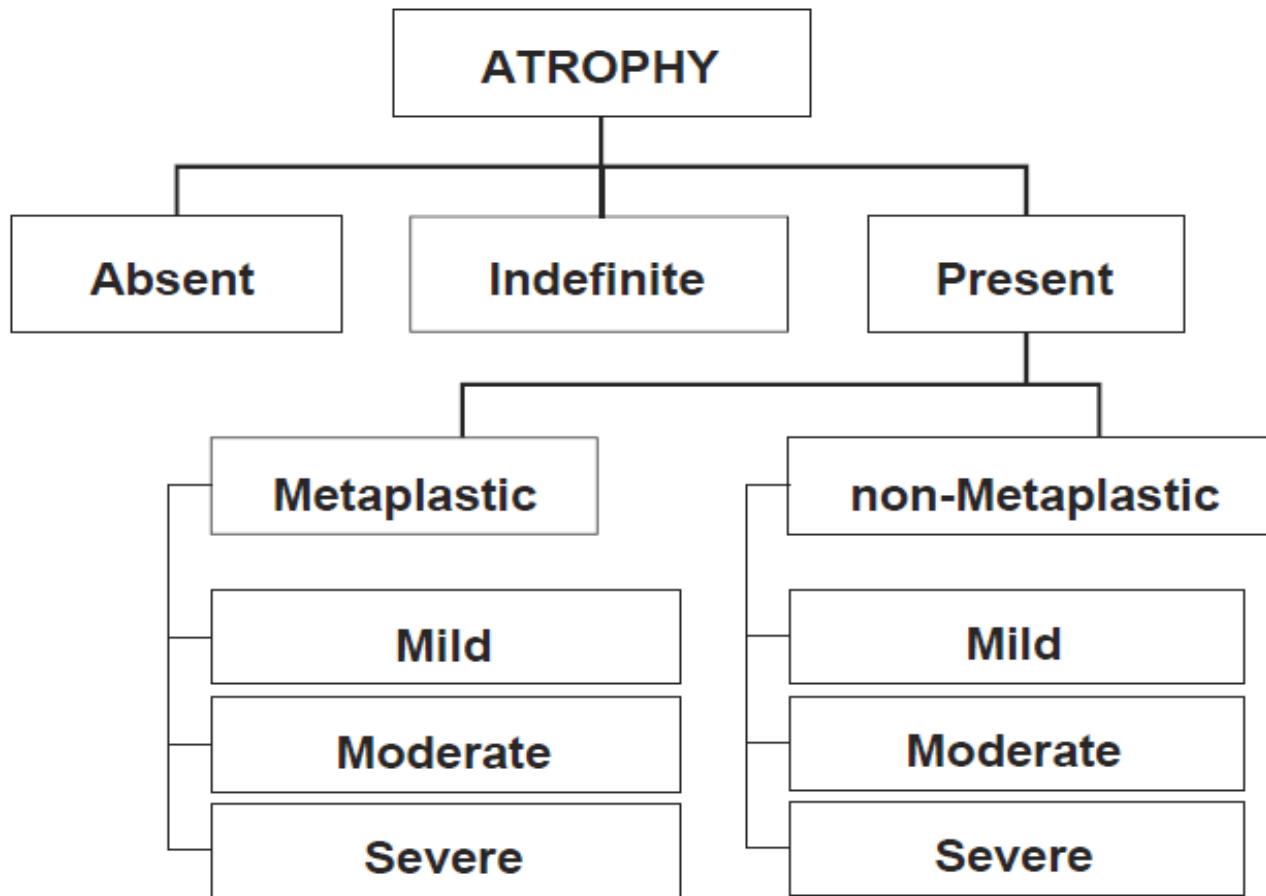 ATROPHY
Absent
Indefinite
Present
Metaplastic
non-Metaplastic
Mild
Mild
Moderate
Moderate
Severe
Severe